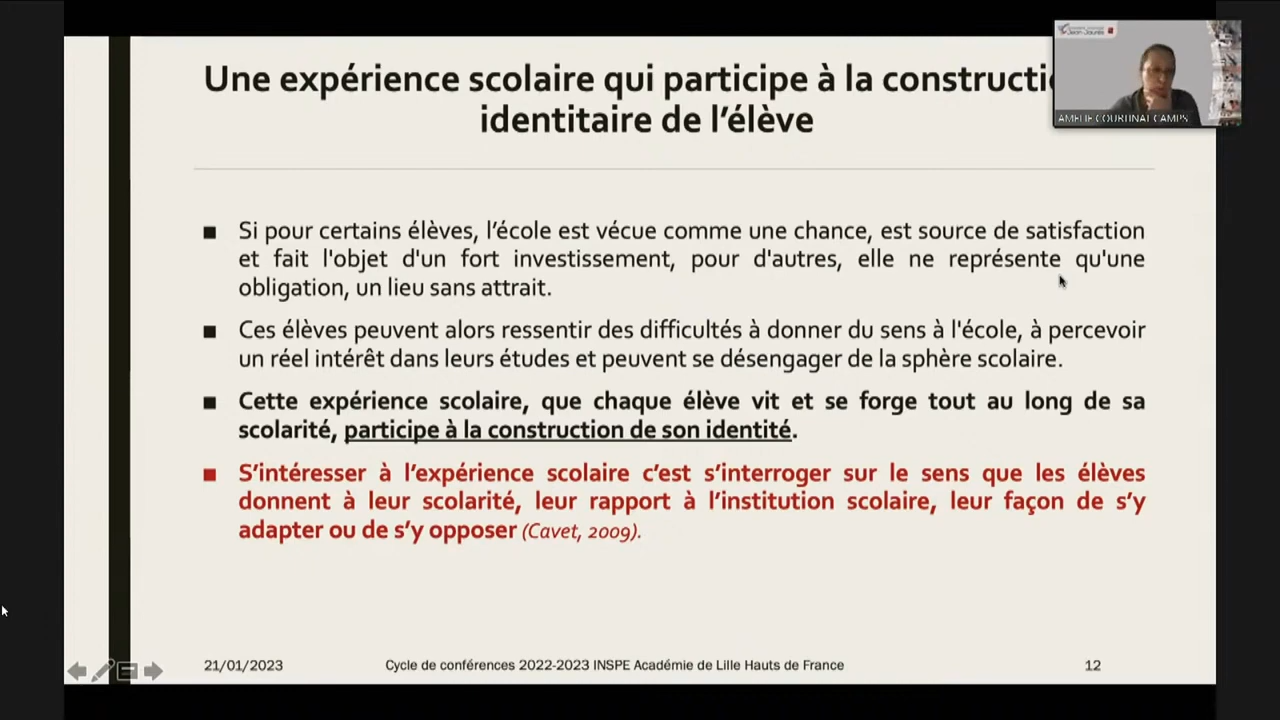 Une expérience scolaire qui participe à la constructi
identitaire de l'élève
Jean-Jaurès
AMELIE COURTINAT-CAMPS
■ Si pour certains élèves, l'école est vécue comme une chance, est source de satisfaction
et fait l'objet d'un fort investissement, pour d'autres, elle ne représente qu'une
obligation, un lieu sans attrait.
■ Ces élèves peuvent alors ressentir des difficultés à donner du sens à l'école, à percevoir
un réel intérêt dans leurs études et peuvent se désengager de la sphère scolaire.
■ Cette expérience scolaire, que chaque élève vit et se forge tout au long de sa
scolarité, participe à la construction de son identité.
■ S'intéresser à l'expérience scolaire c'est s'interroger sur le sens que les élèves
donnent à leur scolarité, leur rapport à l'institution scolaire, leur façon de s'y
adapter ou de s'y opposer (Cavet, 2009).
21/01/2023 Cycle de conférences 2022-2023 INSPE Académie de Lille Hauts de France 12